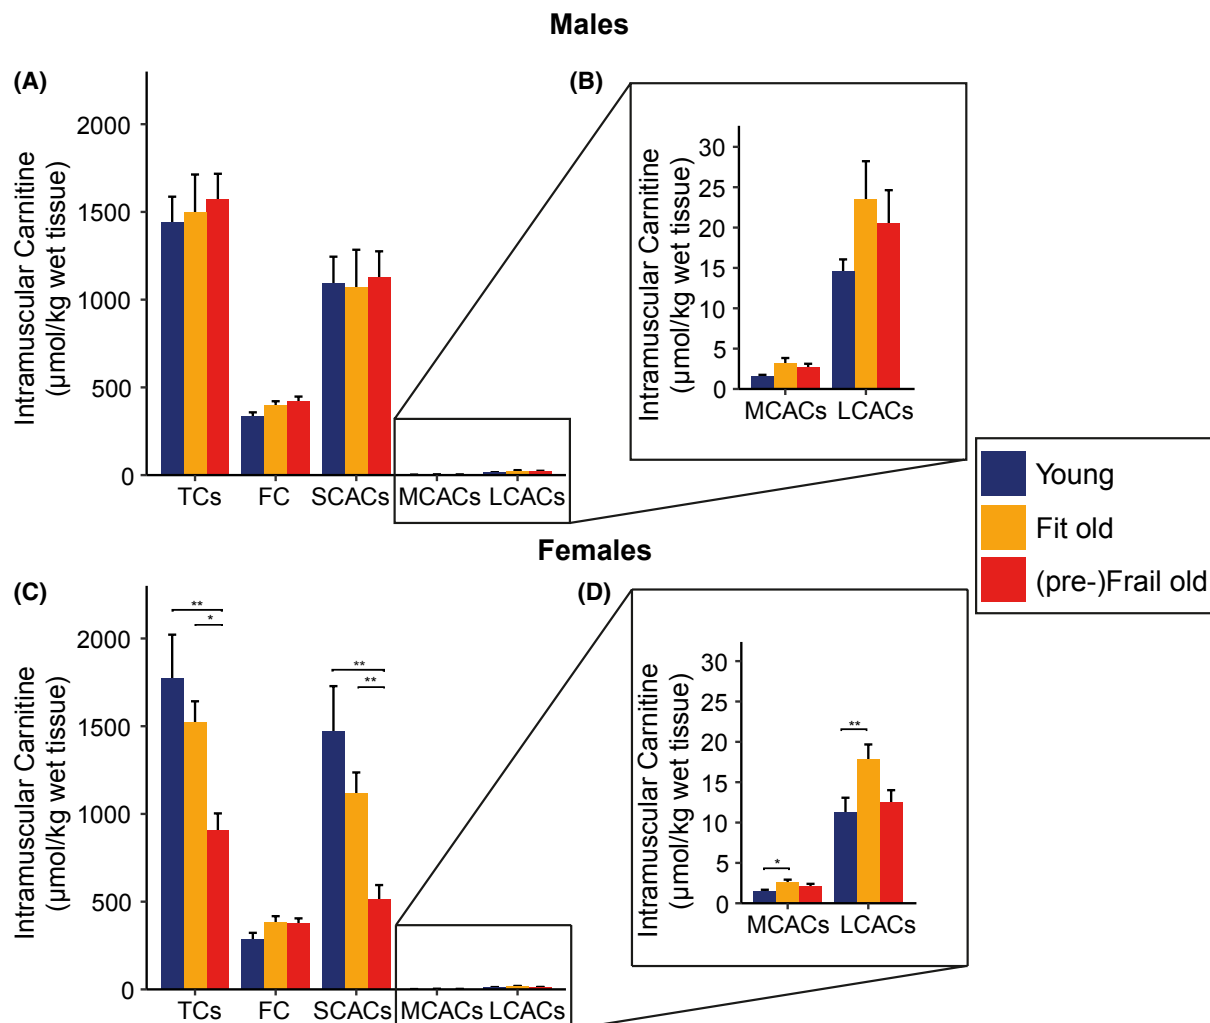 Males
(A)
Intramuscular Carnitine
(µmol/kg wet tissue)
2000
1500
1000
500
0
TCs FC SCACs MCACs LCACs
(B)
Intramuscular Carnitine
(µmol/kg wet tissue)
30
25
20
15
10
5
0
MCACs LCACs
Young
Fit old
(pre-)Frail old
Females
(C)
Intramuscular Carnitine
(µmol/kg wet tissue)
2000
1500
1000
500
0
**
*
**
**
TCs FC SCACs MCACs LCACs
(D)
Intramuscular Carnitine
(µmol/kg wet tissue)
30
25
20
15
10
5
0
*
**
MCACs LCACs